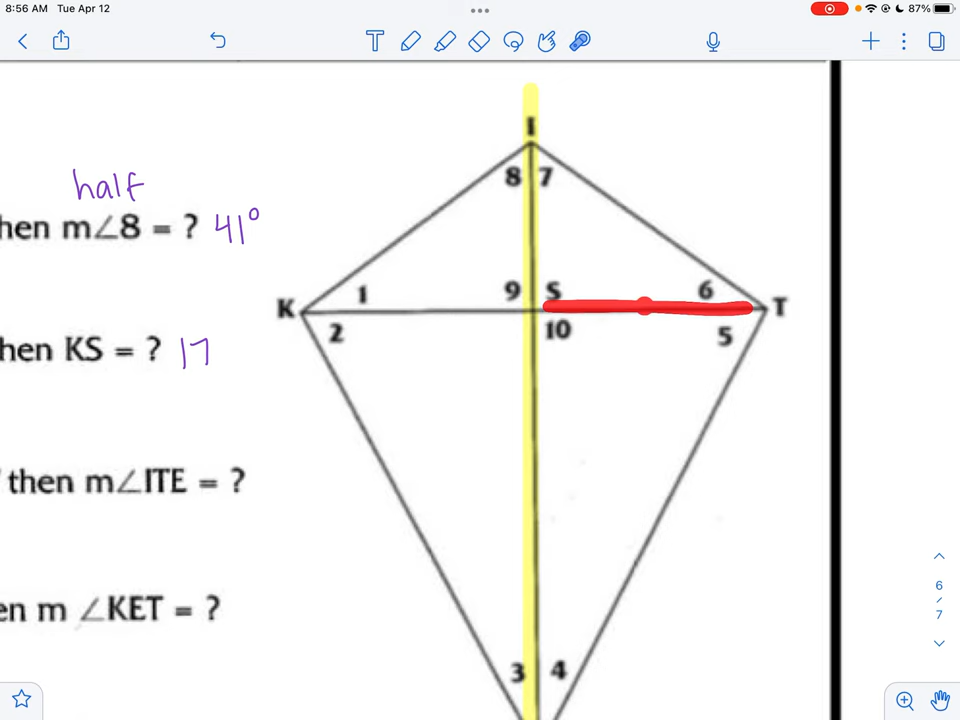 8:56 AM Tue Apr 12
87%
T
I
half
8 7
hen m∠8 = ? 41°
1
9 S
6
K
T
2
10
5
hen KS = ? 17
then m∠ITE = ?
6
7
en m ∠KET = ?
3 4